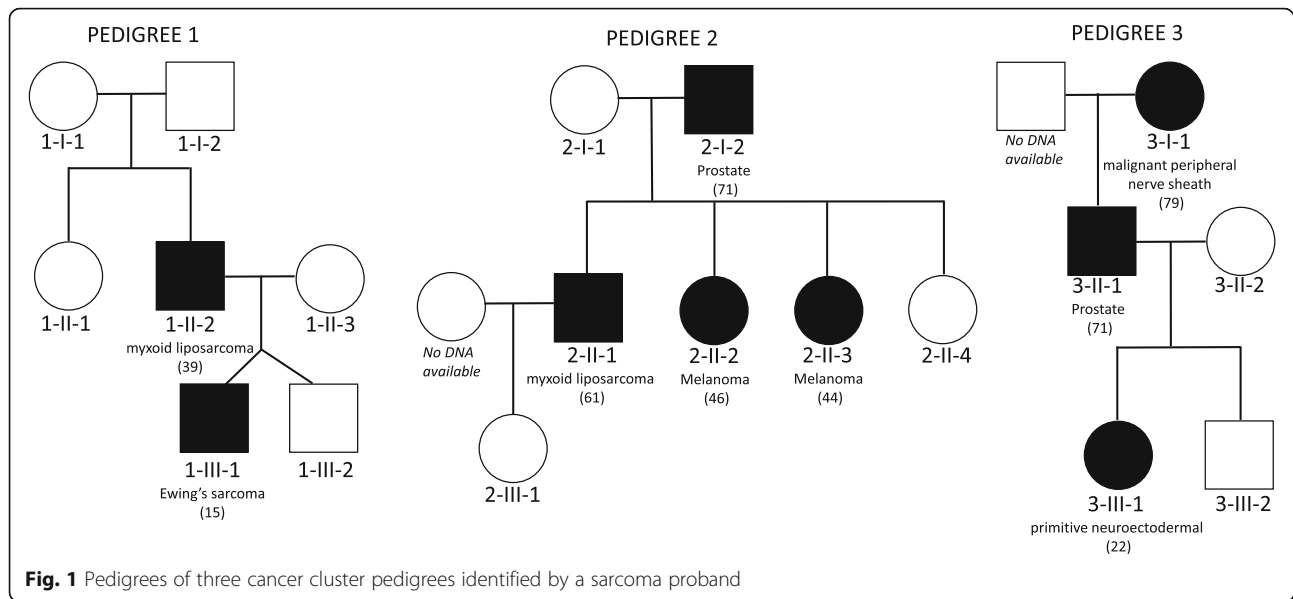 PEDIGREE 1
1-I-1
1-I-2
1-II-1
1-II-2
myxoid liposarcoma
(39)
1-II-3
1-III-1
Ewing's sarcoma
(15)
1-III-2
PEDIGREE 2
2-I-1
2-I-2
Prostate
(71)
No DNA
available
2-II-1
myxoid liposarcoma
(61)
2-II-2
Melanoma
(46)
2-II-3
Melanoma
(44)
2-II-4
2-III-1
PEDIGREE 3
No DNA
available
3-I-1
malignant peripheral
nerve sheath
(79)
3-II-1
Prostate
(71)
3-II-2
3-III-1
primitive neuroectodermal
(22)
3-III-2
Fig. 1 Pedigrees of three cancer cluster pedigrees identified by a sarcoma proband